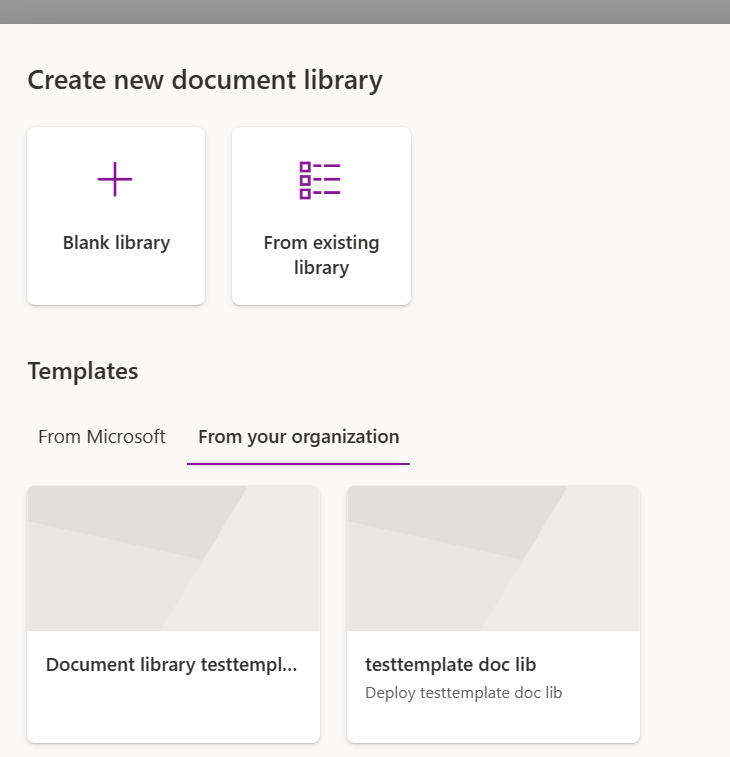 Create new document library
Blank library
From existing
library
Templates
From Microsoft
From your organization
Document library testtempl...
testtemplate doc lib
Deploy testtemplate doc lib